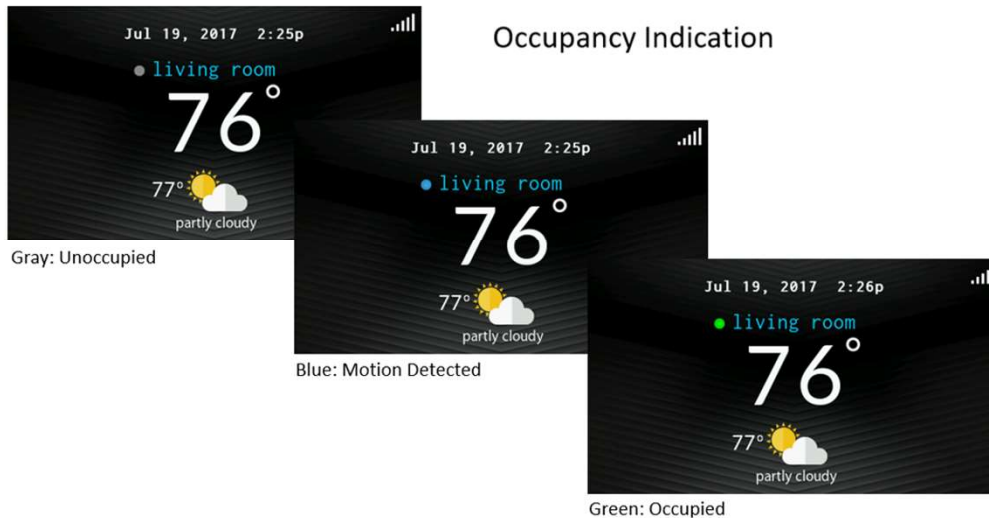 Occupancy Indication
Jul 19, 2017 2:25p
living room
76°
77°
partly cloudy
Gray: Unoccupied
Jul 19, 2017 2:25p
living room
76°
77°
partly cloudy
Blue: Motion Detected
Jul 19, 2017 2:26p
living room
76°
77°
partly cloudy
Green: Occupied